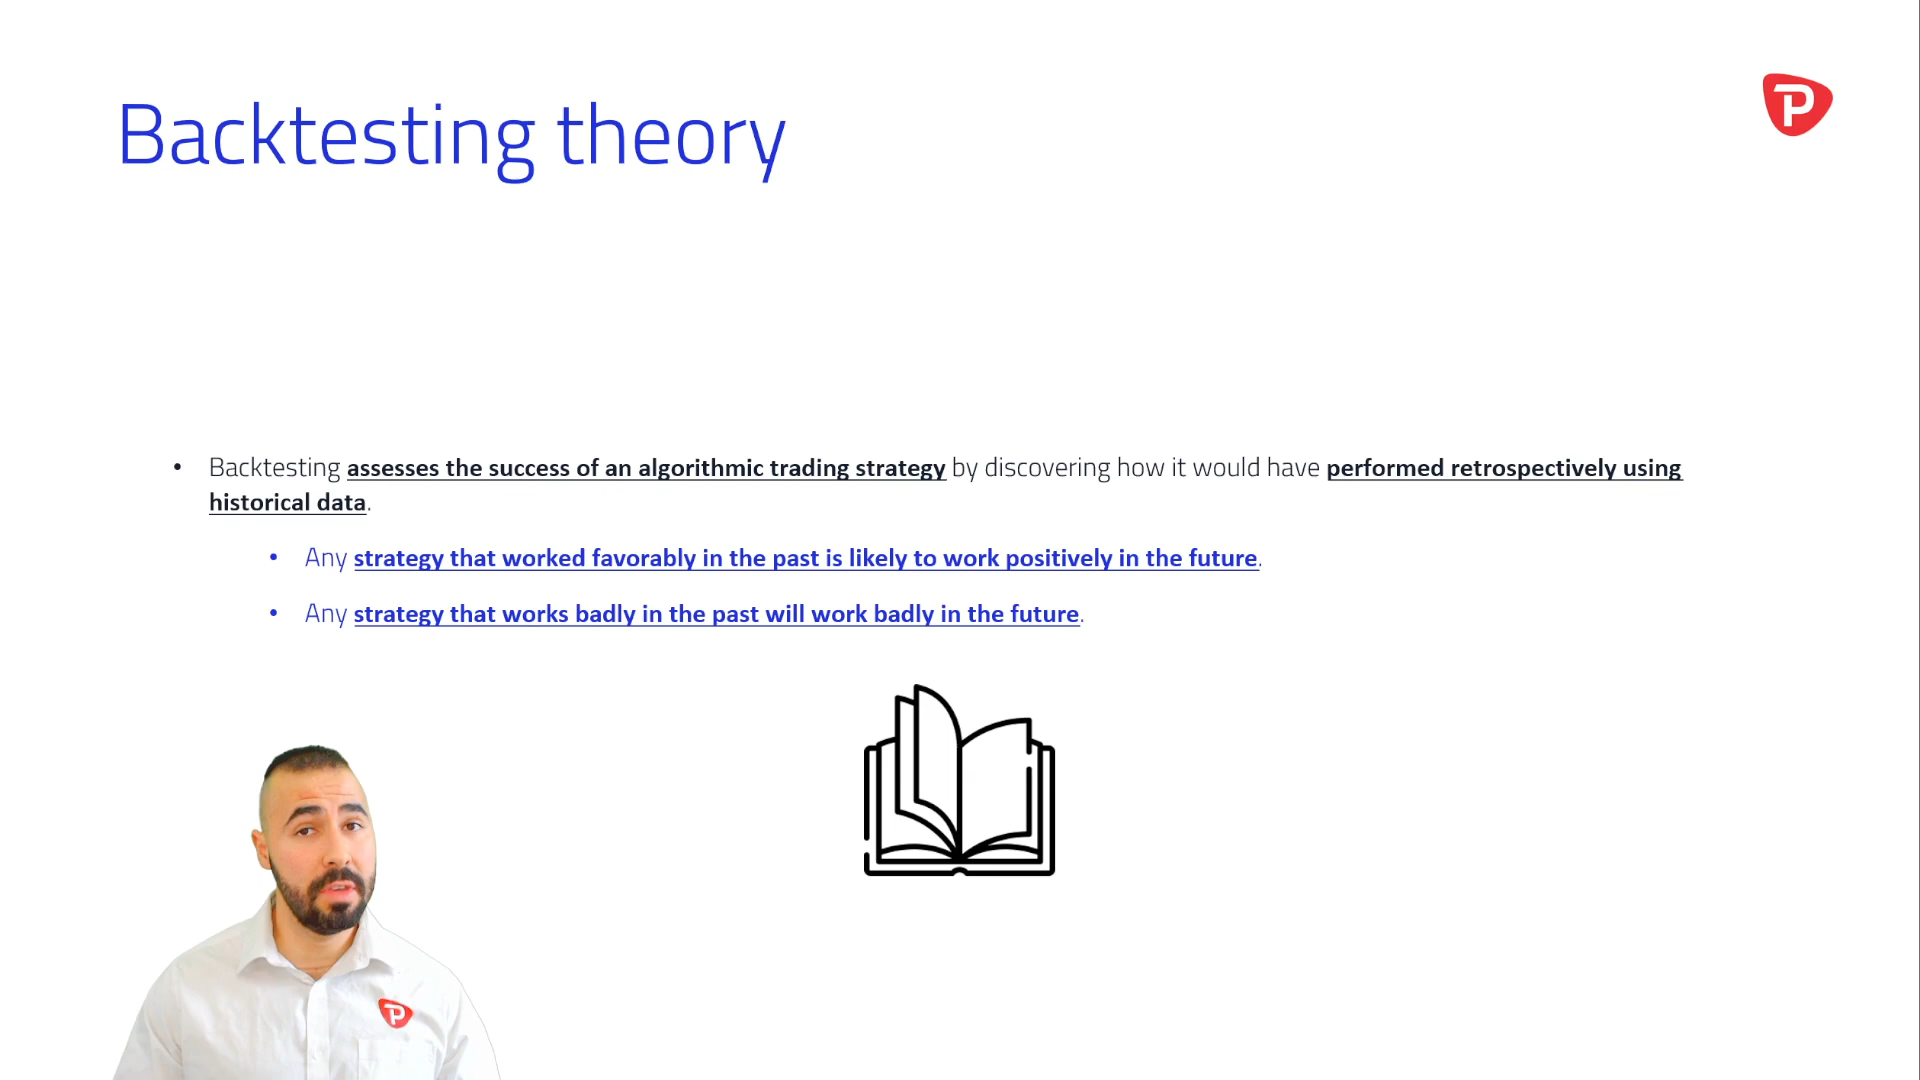 Backtesting theory
P
• Backtesting assesses the success of an algorithmic trading strategy by discovering how it would have performed retrospectively using
historical data.
• Any strategy that worked favorably in the past is likely to work positively in the future.
• Any strategy that works badly in the past will work badly in the future.
P